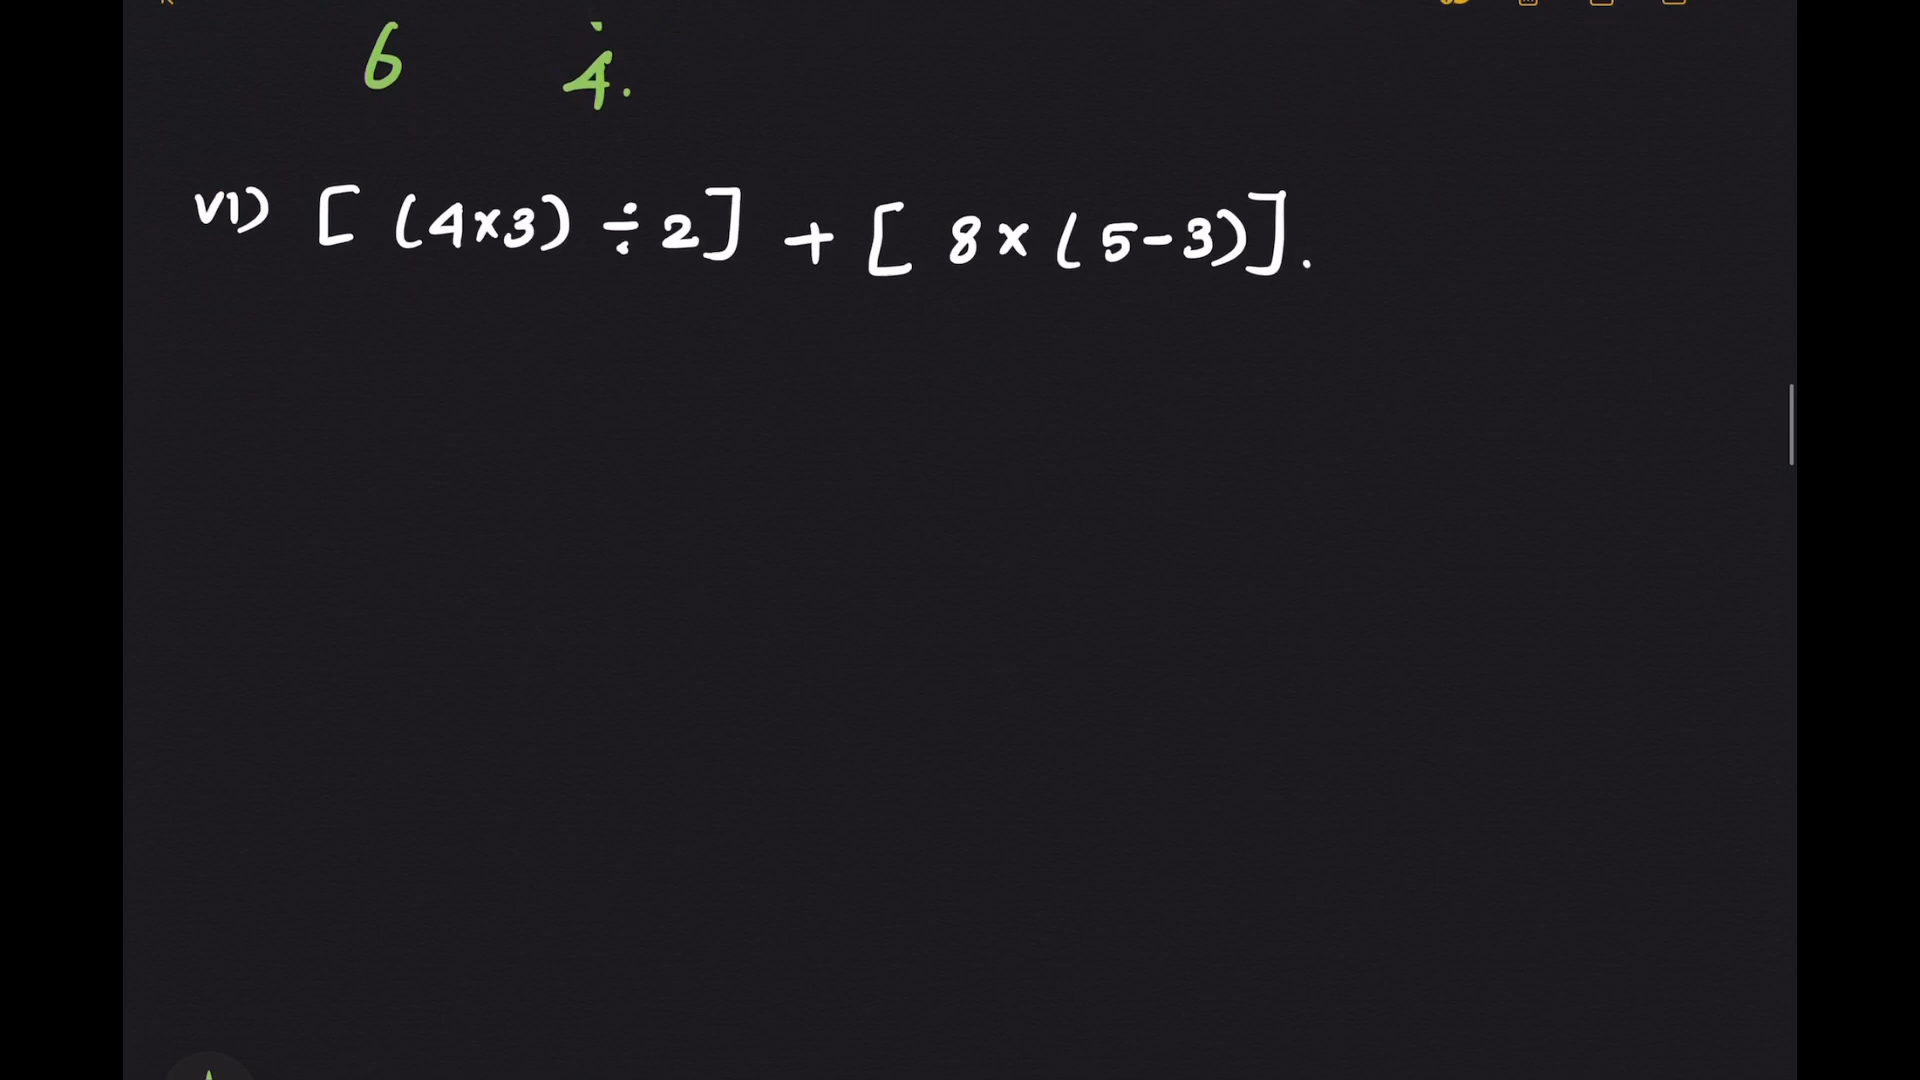 6 4.
VI) [ (4×3) ÷ 2] + [ 8 × (5-3)].